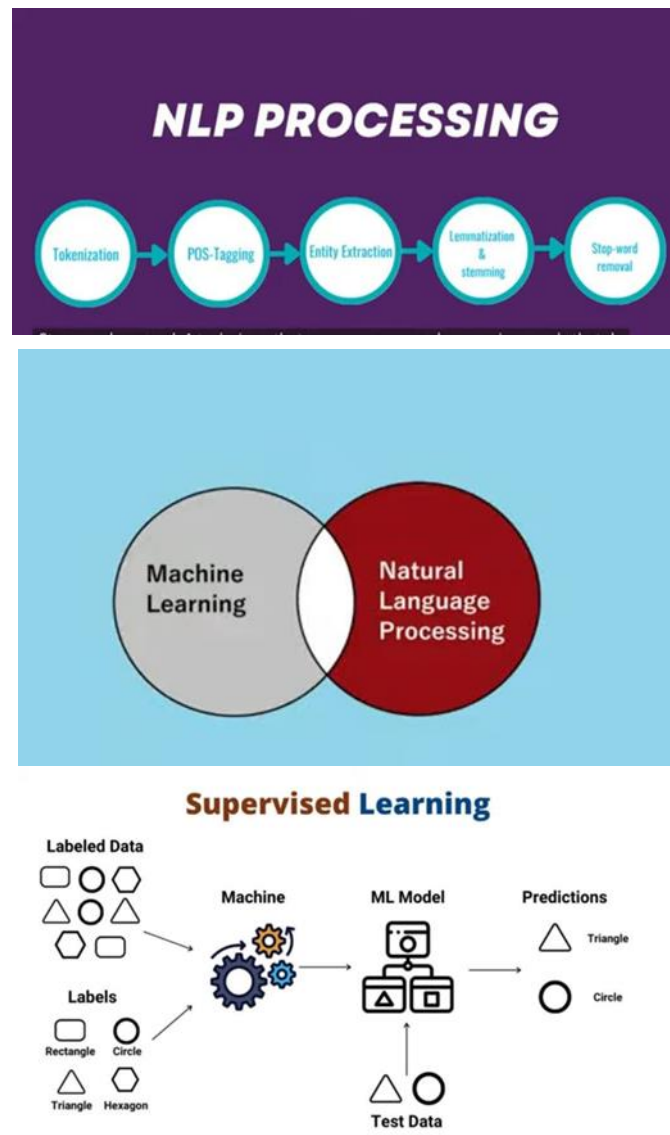 NLP PROCESSING
Tokenization
POS-Tagging
Entity Extraction
Lemmatization
&
stemming
Stop-word
removal
Machine
Learning
Natural
Language
Processing
Supervised Learning
Labeled Data
Machine
ML Model
Predictions
Triangle
Circle
Labels
Rectangle
Circle
Triangle
Hexagon
Test Data